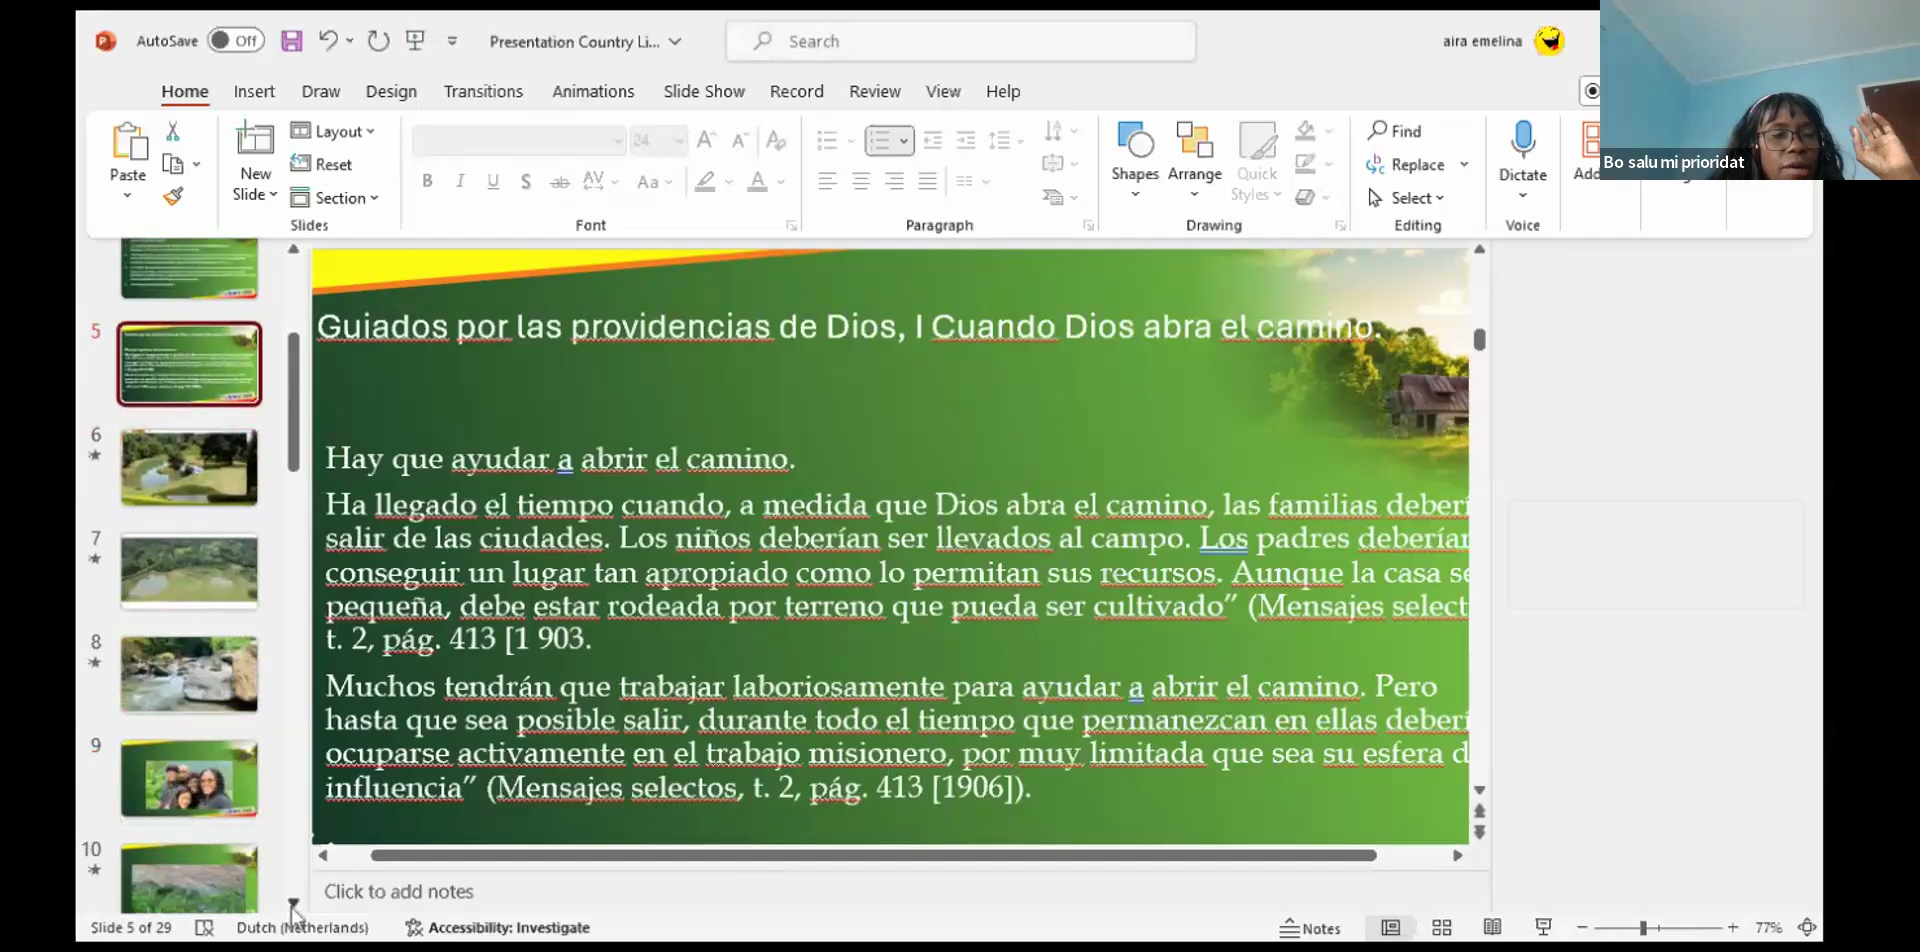 AutoSave Off Presentation Country Li... Search aira emelina
Home Insert Draw Design Transitions Animations Slide Show Record Review View Help
Paste New Slide Layout Reset Section 24 Shapes Arrange Quick Styles Find Replace Select Dictate
B I U S ab AV Aa A
Slides Font Paragraph Drawing Editing Voice
Bo salu mi prioridat
5
6
7
8
9
10
Guiados por las providencias de Dios, I Cuando Dios abra el camino.
Hay que ayudar a abrir el camino.
Ha llegado el tiempo cuando, a medida que Dios abra el camino, las familias
salir de las ciudades. Los niños deberían ser llevados al campo. Los padres
conseguir un lugar tan apropiado como lo permitan sus recursos. Aunque la casa
pequeña, debe estar rodeada por terreno que pueda ser cultivado” (Mensajes
t. 2, pág. 413 [1 903.
Muchos tendrán que trabajar laboriosamente para ayudar a abrir el camino. Pero
hasta que sea posible salir, durante todo el tiempo que permanezcan en ellas
ocuparse activamente en el trabajo misionero, por muy limitada que sea su esfera
influencia” (Mensajes selectos, t. 2, pág. 413 [1906]).
Click to add notes
Slide 5 of 29 Dutch (Netherlands) Accessibility: Investigate Notes 77%